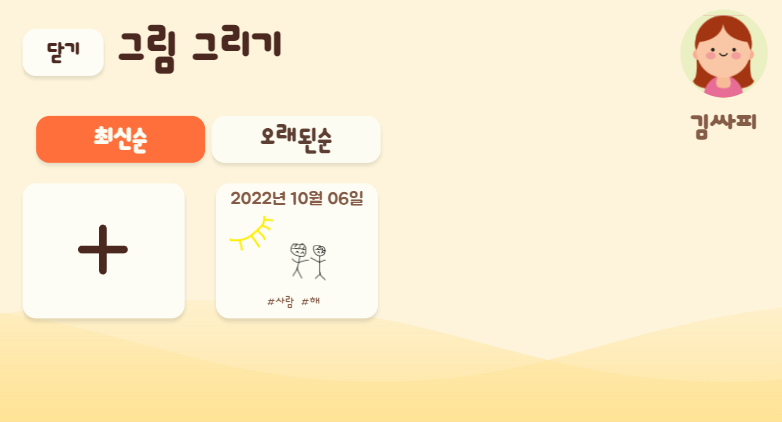 닫기
그림 그리기
김싸피
최신순
오래된순
2022년 10월 06일
#사람 #해